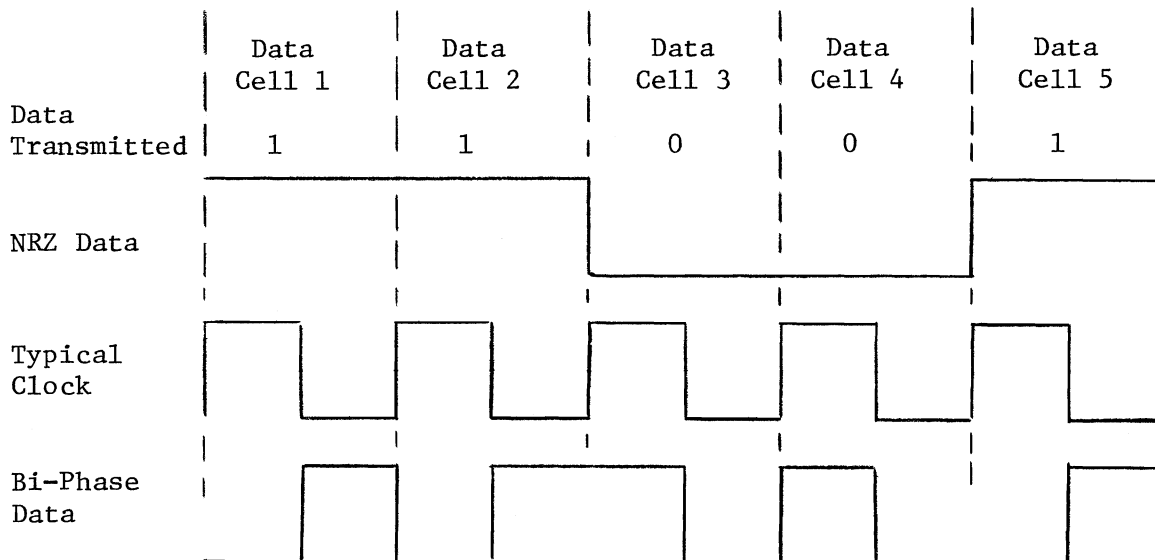 Data Data Data Data Data
Cell 1 Cell 2 Cell 3 Cell 4 Cell 5
Data
Transmitted 1 1 0 0 1
NRZ Data
Typical
Clock
Bi-Phase
Data